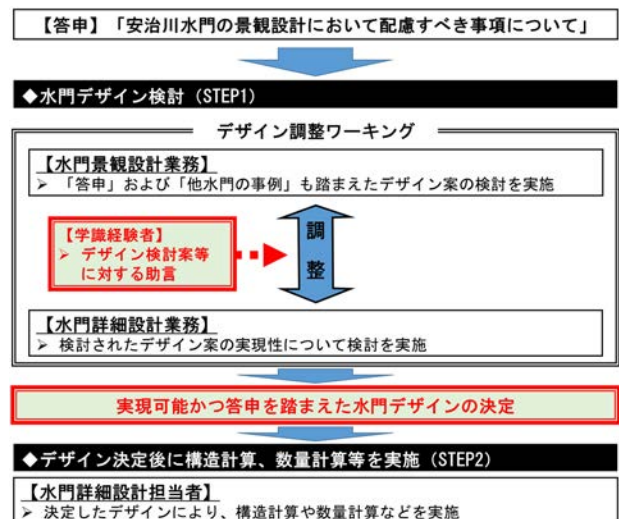 【答申】「安治川水門の景観設計において配慮すべき事項について」
◆水門デザイン検討（STEP1）
デザイン調整ワーキング
【水門景観設計業務】
➢ 「答申」および「他水門の事例」も踏まえたデザイン案の検討を実施
【学識経験者】
➢ デザイン検討案等
に対する助言
調
整
【水門詳細設計業務】
➢ 検討されたデザイン案の実現性について検討を実施
実現可能かつ答申を踏まえた水門デザインの決定
◆デザイン決定後に構造計算、数量計算等を実施（STEP2）
【水門詳細設計担当者】
➢ 決定したデザインにより、構造計算や数量計算などを実施